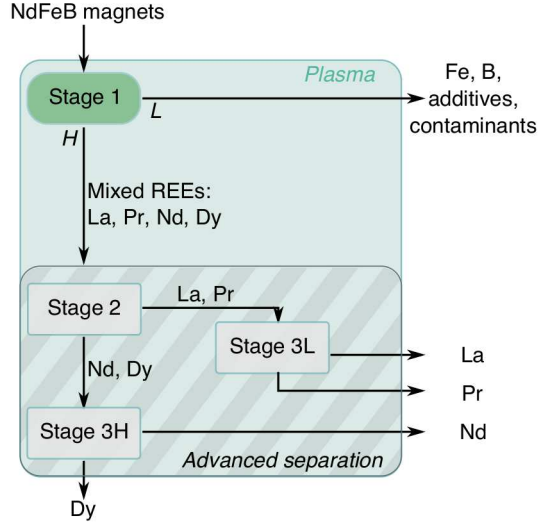 NdFeB magnets
Plasma
Stage 1
L
H
Fe, B,
additives,
contaminants
Mixed REEs:
La, Pr, Nd, Dy
Stage 2
La, Pr
Stage 3L
La
Pr
Nd, Dy
Stage 3H
Nd
Advanced separation
Dy